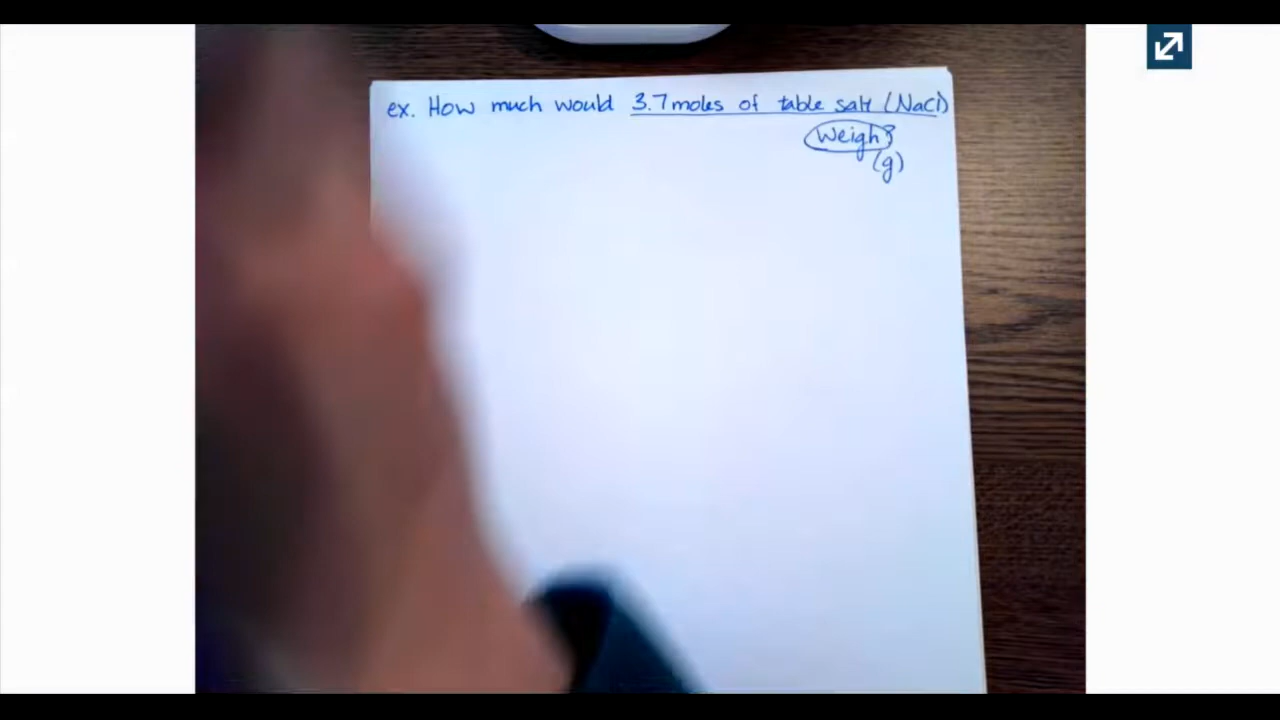 ex. How much would 3.7 moles of table salt (NaCl)
weigh?
(g)